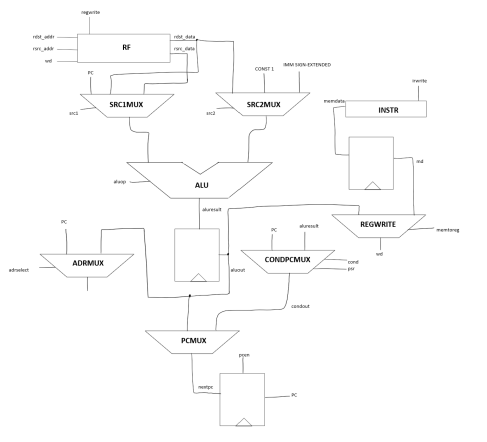 regwrite
rdst_addr
rdst_data
RF
rsrc_addr
rsrc_data
wd
PC
CONST 1
IMM SIGN-EXTENDED
irwrite
SRC1MUX
SRC2MUX
memdata
INSTR
src1
src2
ALU
aluop
md
aluresult
REGWRITE
PC
PC
aluresult
memtoreg
wd
ADRMUX
CONDPCMUX
cond
adrselect
aluout
psr
condout
PCMUX
nextpc
PC